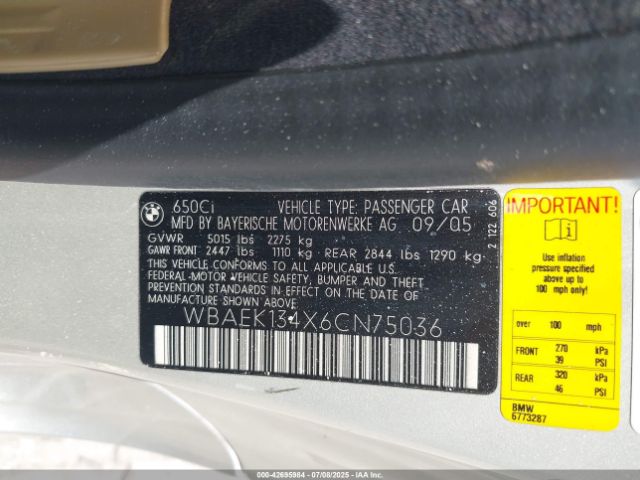 650Ci VEHICLE TYPE: PASSENGER CAR
MFD BY BAYERISCHE MOTORENWERKE AG 09/05
GVWR 5015 lbs 2275 kg
GAWR FRONT 2447 lbs 1110 kg REAR 2844 lbs 1290 kg
THIS VEHICLE CONFORMS TO ALL APPLICABLE U.S.
FEDERAL MOTOR VEHICLE SAFETY, BUMPER AND THEFT
PREVENTION STANDARDS IN EFFECT ON THE DATE OF
MANUFACTURE SHOWN ABOVE
WBAEK134X6CN75036
2 122 606
IMPORTANT!
Use inflation
pressure specified
above up to
100 mph only!
over 100 mph
FRONT 270 kPa
39 PSI
REAR 320 kPa
46 PSI
BMW
6773287
000-42695984 | 07/08/2025 | IAAI.COM